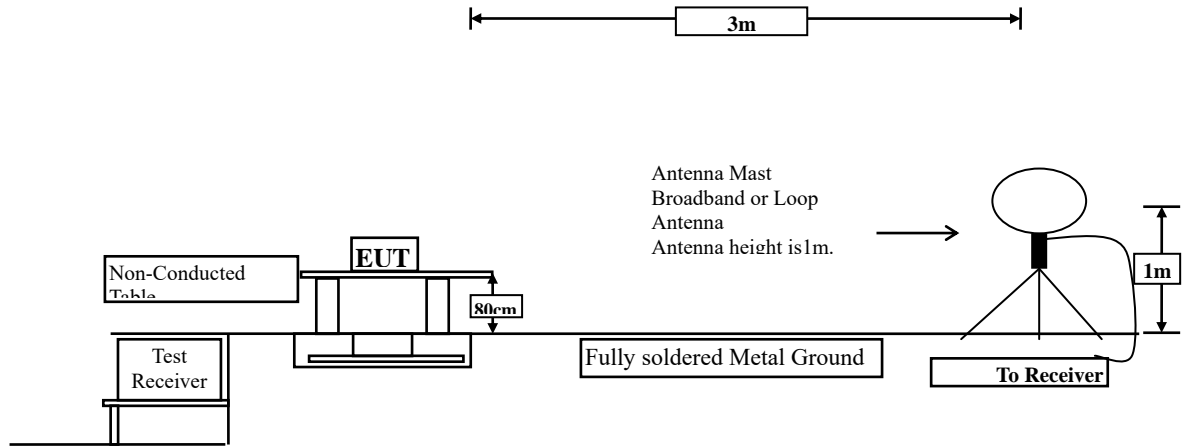 3m
Antenna Mast
Broadband or Loop
Antenna
Antenna height is1m.
EUT
Non-Conducted
Table
80cm
1m
Test
Receiver
Fully soldered Metal Ground
To Receiver